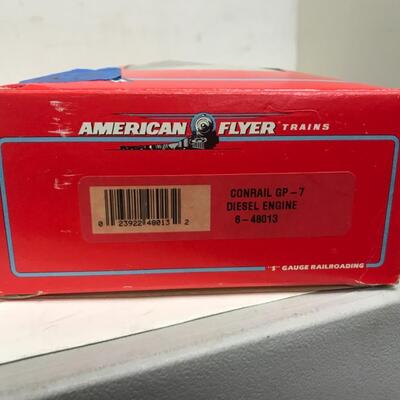 AMERICAN FLYER TRAINS
CONRAIL GP-7
DIESEL ENGINE
6-48013
0 23922 48013 2
"S" GAUGE RAILROADING